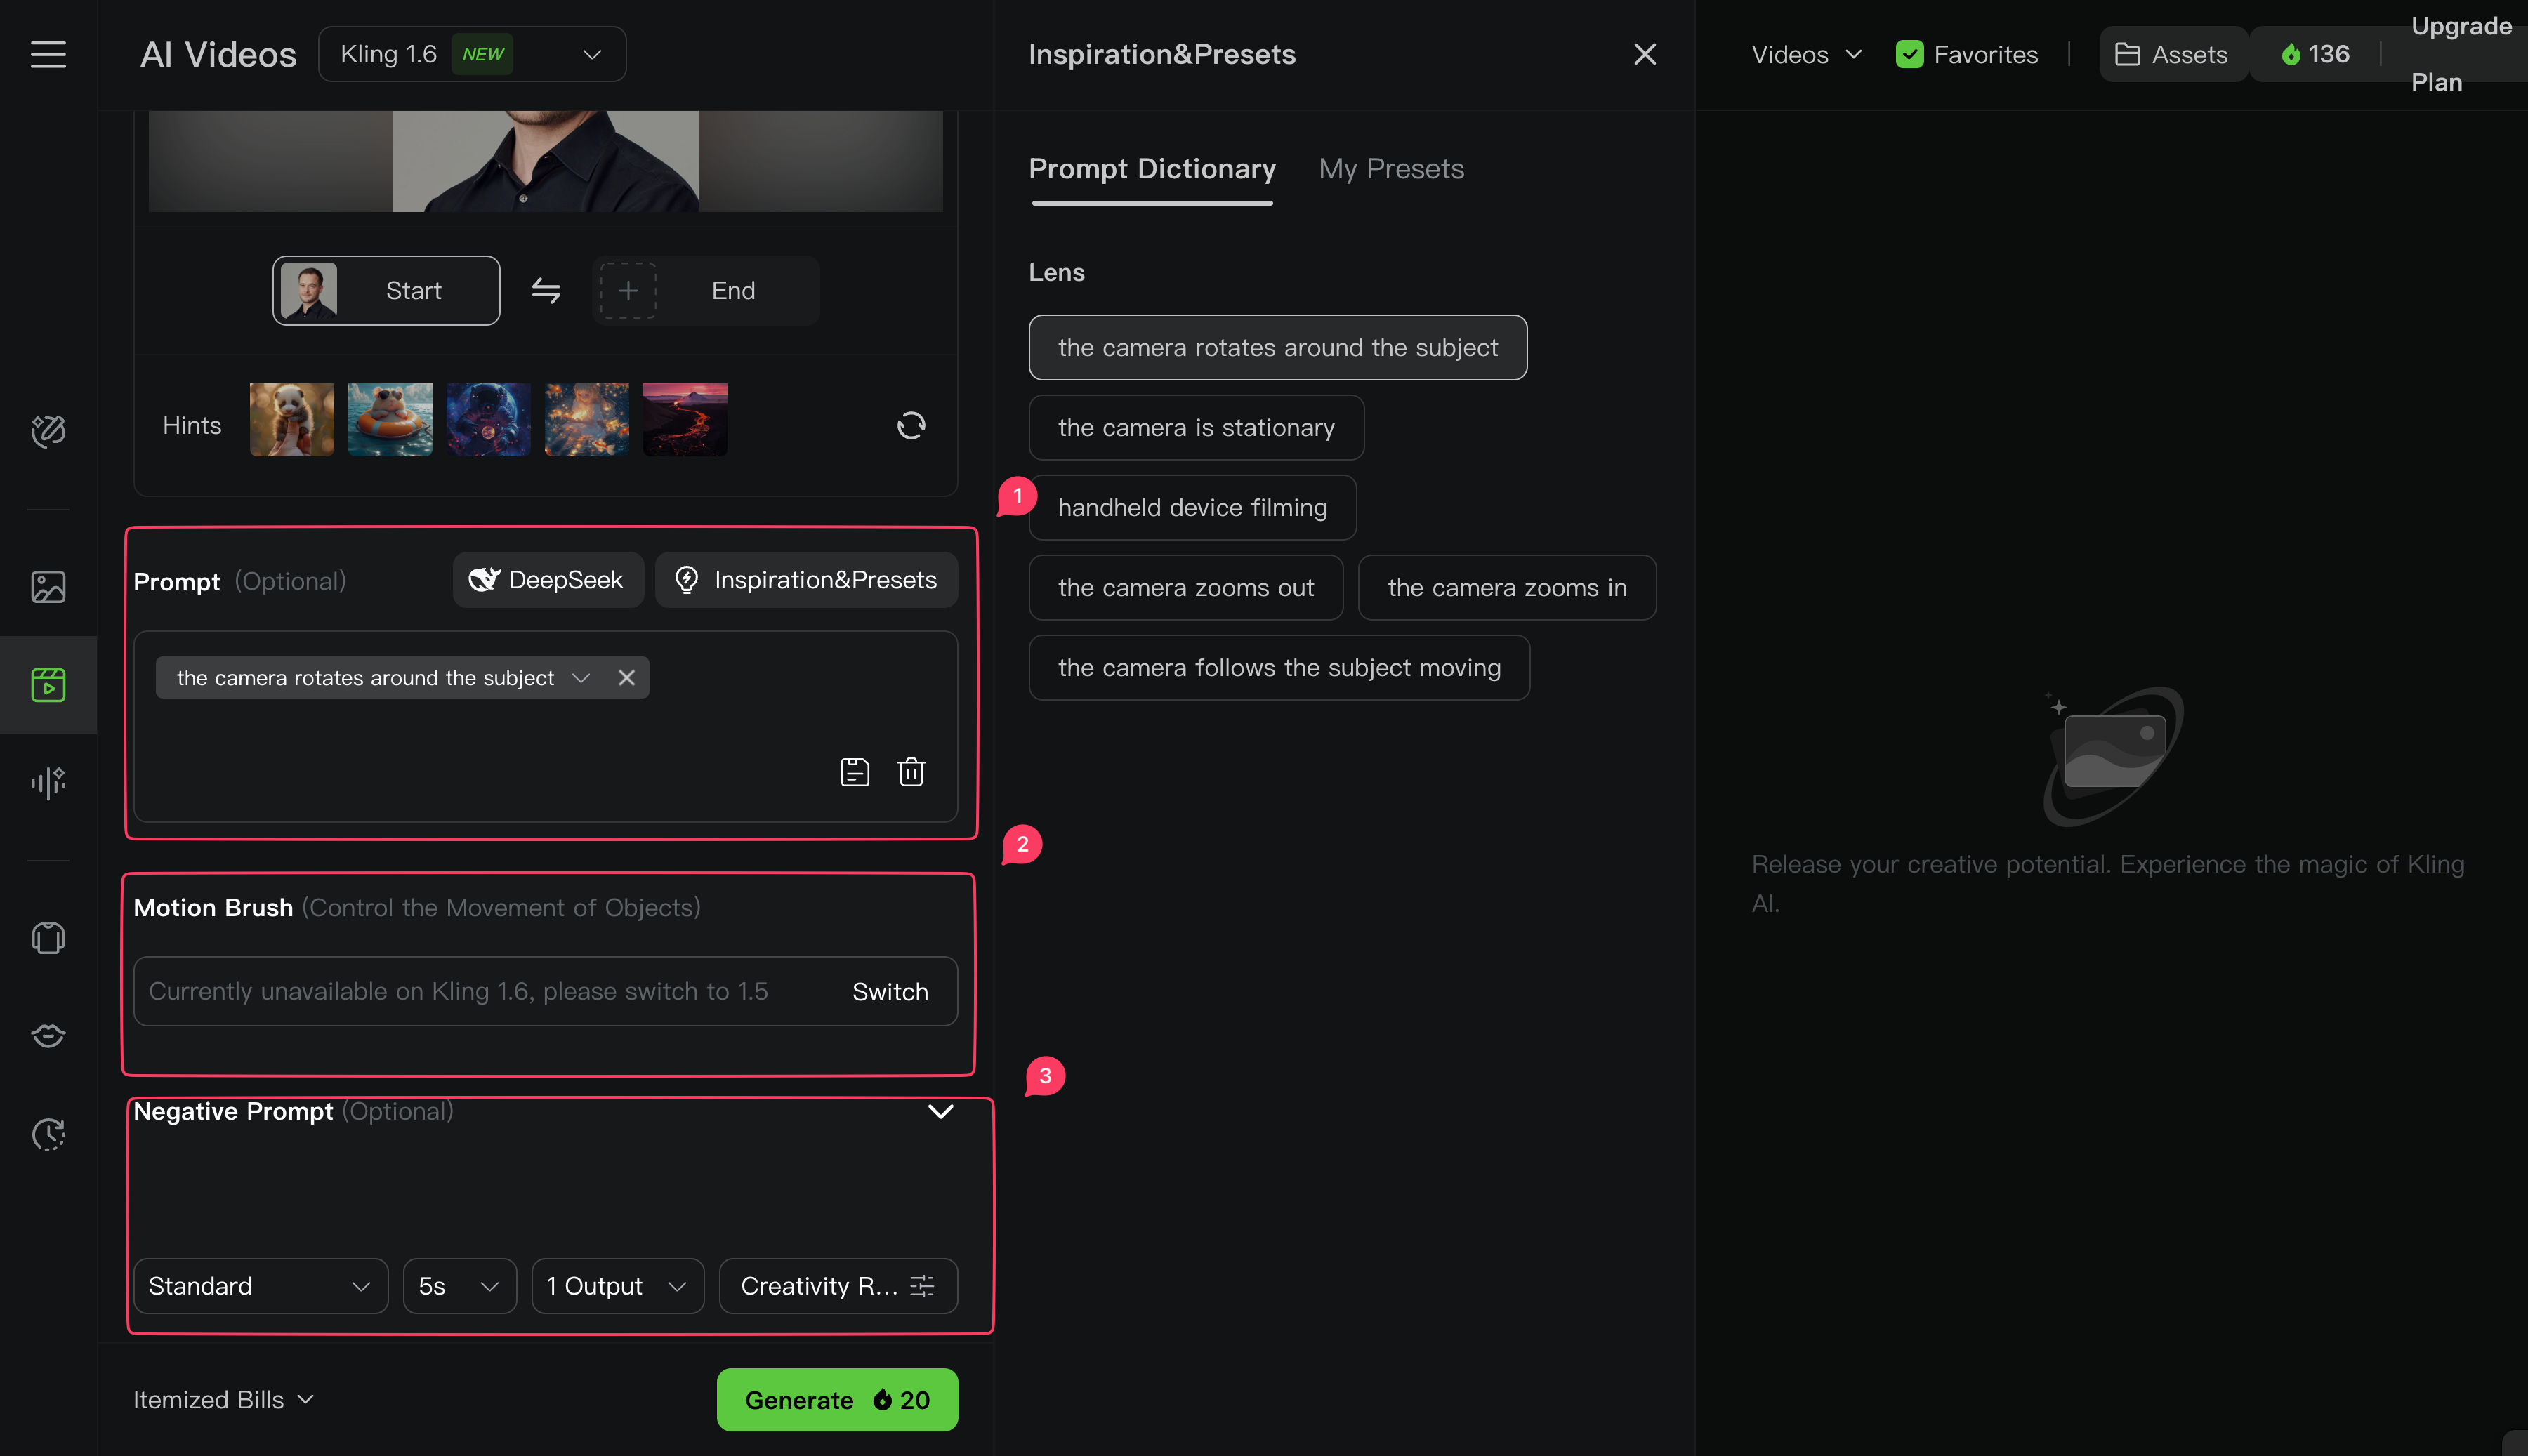 AI Videos
Kling 1.6 NEW
Start
End
Hints
Prompt (Optional)
DeepSeek
Inspiration&Presets
the camera rotates around the subject
Motion Brush (Control the Movement of Objects)
Currently unavailable on Kling 1.6, please switch to 1.5
Switch
Negative Prompt (Optional)
Standard
5s
1 Output
Creativity R...
Itemized Bills
Generate 20
Inspiration&Presets
Prompt Dictionary
My Presets
Lens
the camera rotates around the subject
the camera is stationary
1
handheld device filming
the camera zooms out
the camera zooms in
the camera follows the subject moving
2
3
Videos
Favorites
Assets
136
Upgrade
Plan
Release your creative potential. Experience the magic of Kling
AI.